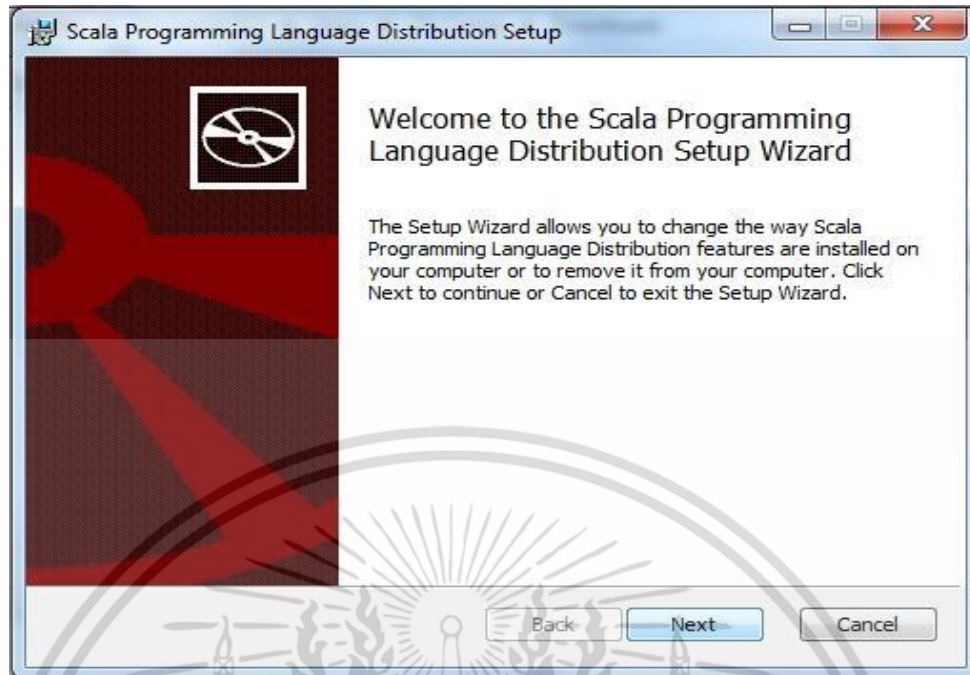 Scala Programming Language Distribution Setup
Welcome to the Scala Programming
Language Distribution Setup Wizard
The Setup Wizard allows you to change the way Scala
Programming Language Distribution features are installed on
your computer or to remove it from your computer. Click
Next to continue or Cancel to exit the Setup Wizard.
Back Next Cancel